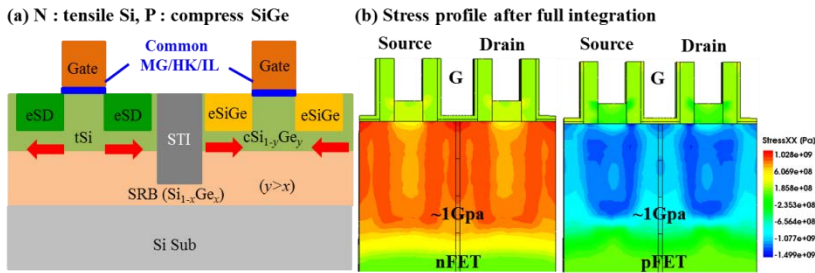 (a) N : tensile Si, P : compress SiGe
Common
MG/HK/IL
Gate
Gate
eSD
eSD
eSiGe
eSiGe
tSi
STI
cSi1-yGey
SRB (Si1-xGex)
(y>x)
Si Sub
(b) Stress profile after full integration
Source
Drain
Source
Drain
G
G
~1Gpa
~1Gpa
nFET
pFET
StressXX (Pa)
1.028e+09
6.069e+08
1.858e+08
-2.353e+08
-6.564e+08
-1.077e+09
-1.499e+09